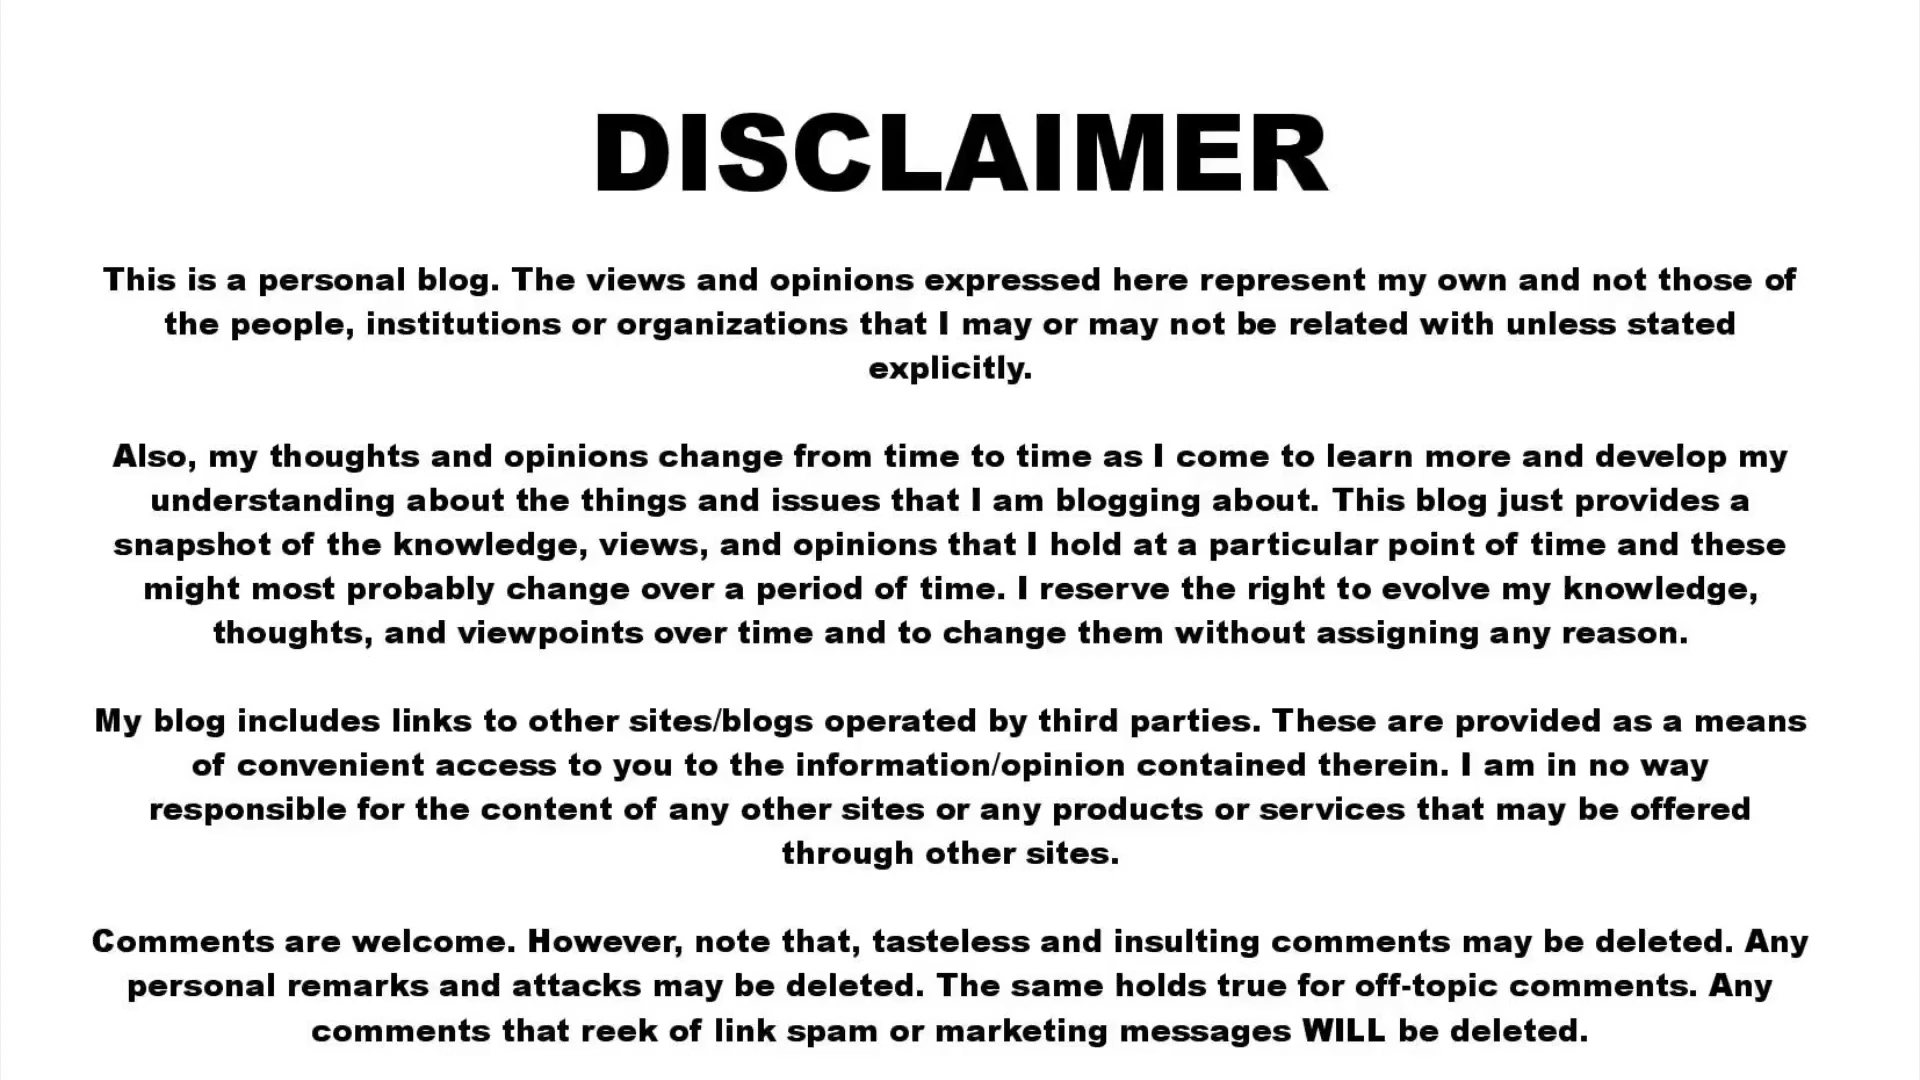 DISCLAIMER
This is a personal blog. The views and opinions expressed here represent my own and not those of
the people, institutions or organizations that I may or may not be related with unless stated
explicitly.
Also, my thoughts and opinions change from time to time as I come to learn more and develop my
understanding about the things and issues that I am blogging about. This blog just provides a
snapshot of the knowledge, views, and opinions that I hold at a particular point of time and these
might most probably change over a period of time. I reserve the right to evolve my knowledge,
thoughts, and viewpoints over time and to change them without assigning any reason.
My blog includes links to other sites/blogs operated by third parties. These are provided as a means
of convenient access to you to the information/opinion contained therein. I am in no way
responsible for the content of any other sites or any products or services that may be offered
through other sites.
Comments are welcome. However, note that, tasteless and insulting comments may be deleted. Any
personal remarks and attacks may be deleted. The same holds true for off-topic comments. Any
comments that reek of link spam or marketing messages WILL be deleted.